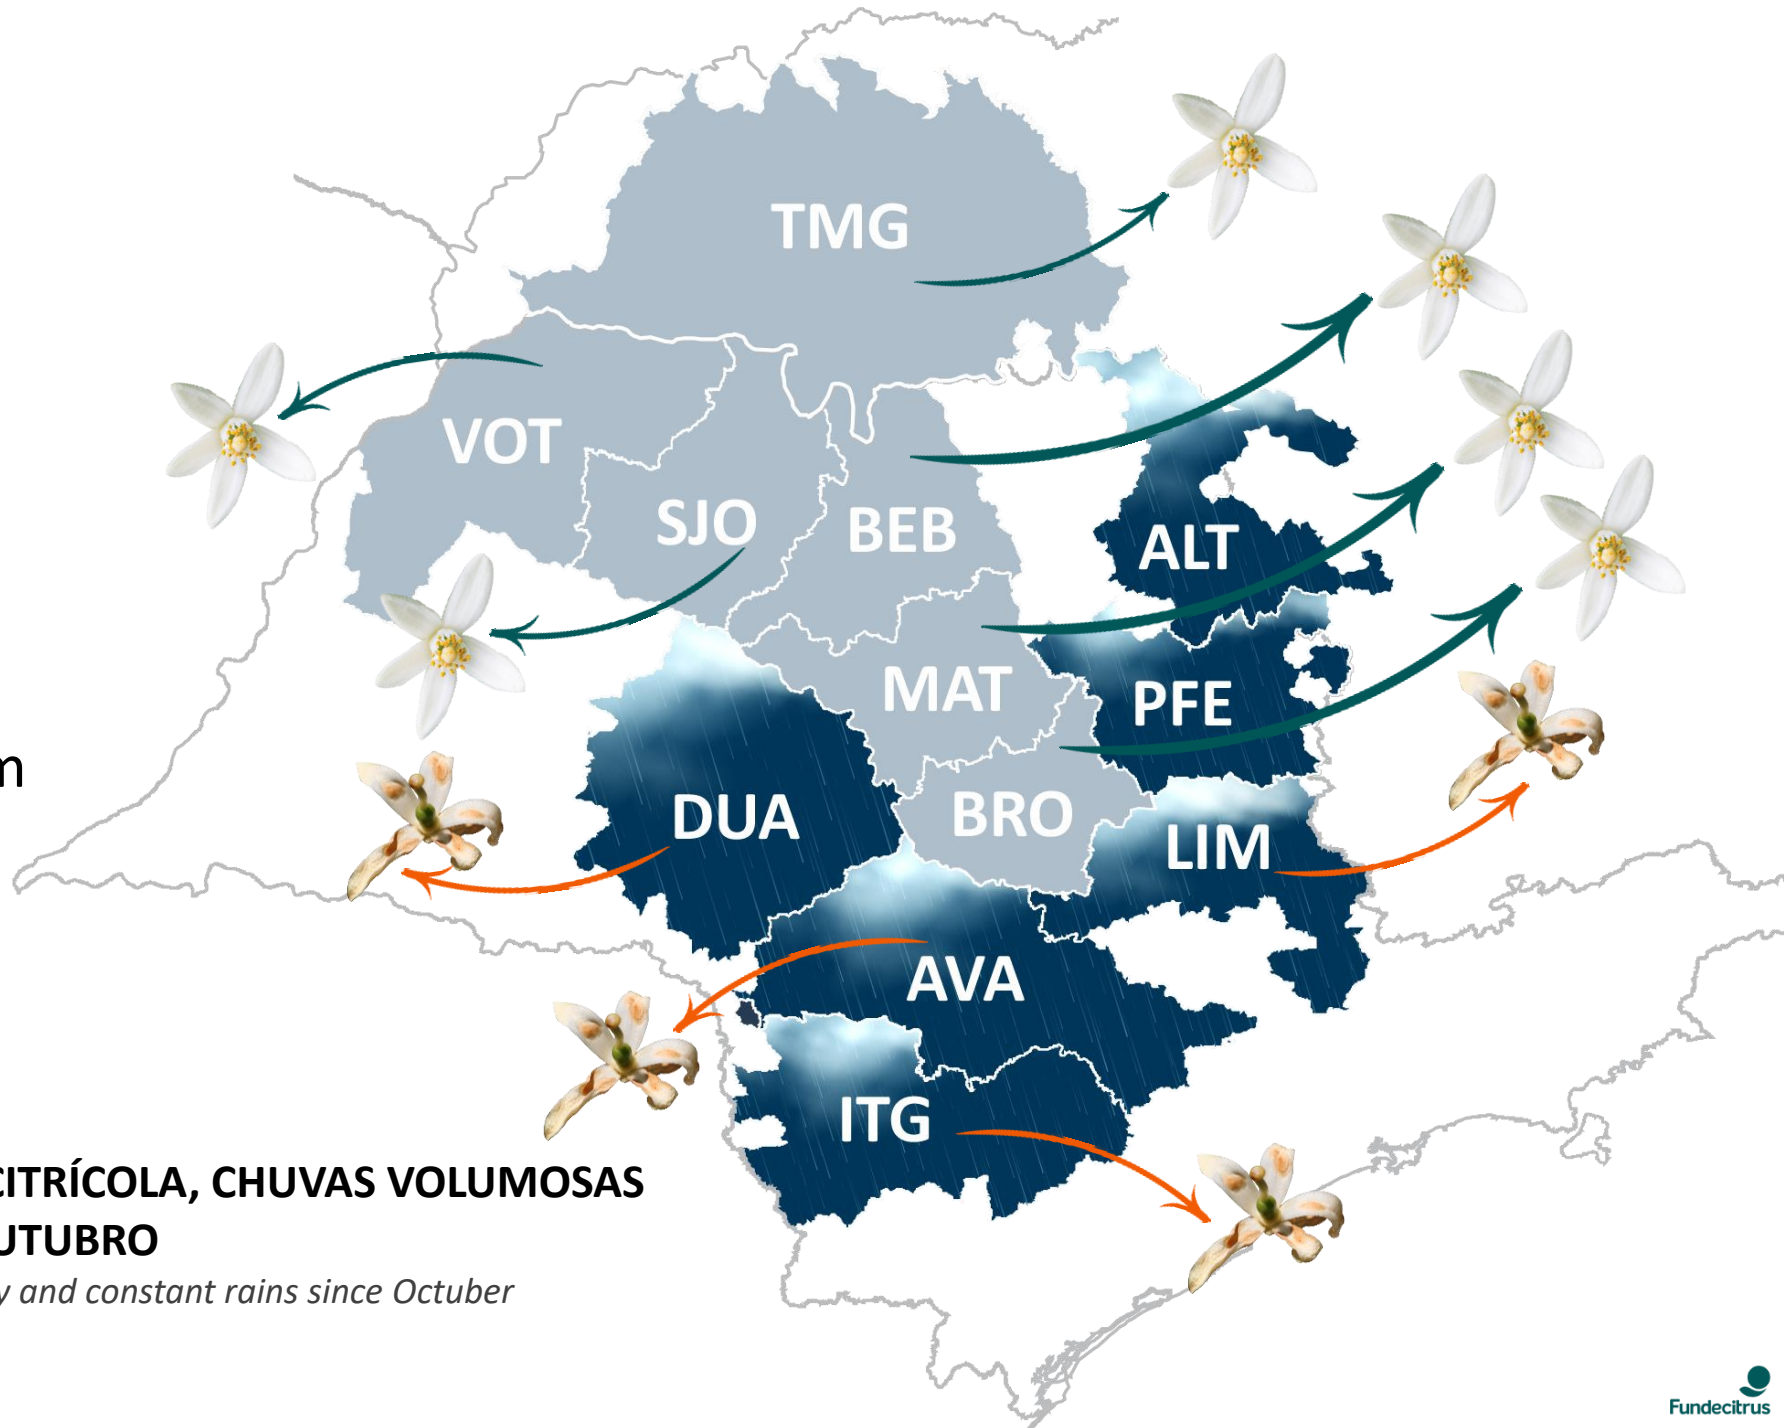 TMG
VOT
SJO
BEB
ALT
MAT
PFE
m
DUA
BRO
LIM
AVA
ITG
CITRÍCOLA, CHUVAS VOLUMOSAS
UTUBRO
y and constant rains since Octuber
Fundecitrus